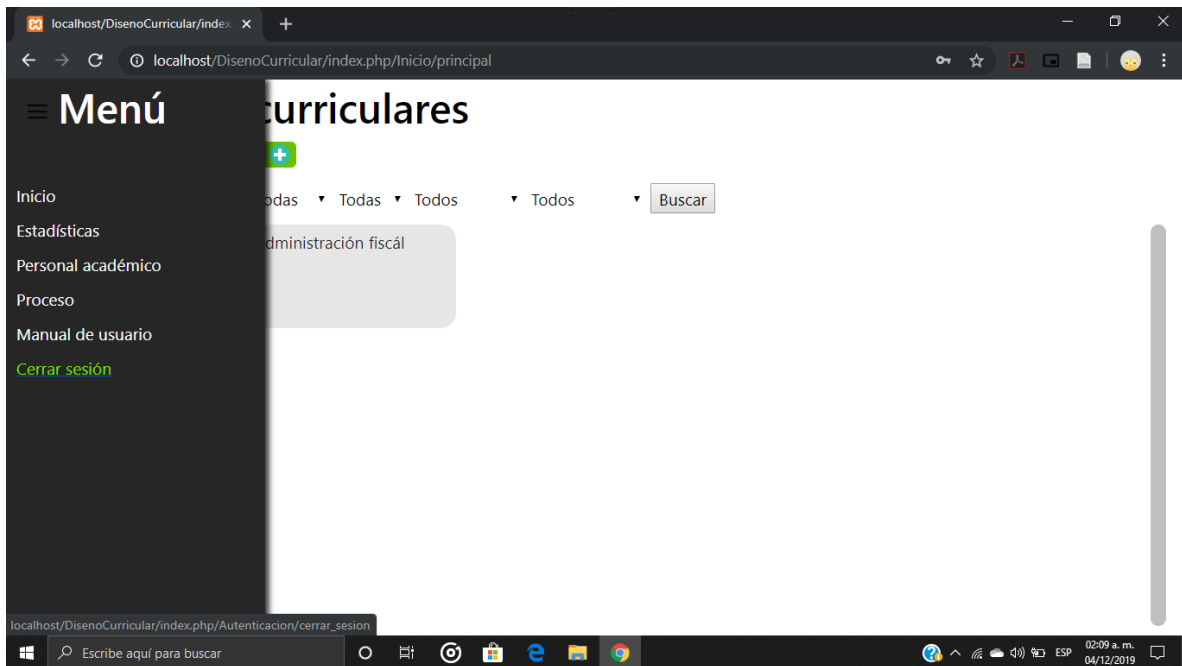 localhost/DisenoCurricular/index
localhost/DisenoCurricular/index.php/Inicio/principal
Menú
curriculares
Inicio
Estadísticas
Personal académico
Proceso
Manual de usuario
Cerrar sesión
odas Todas Todos Todos Buscar
dministración fiscál
localhost/DisenoCurricular/index.php/Autenticacion/cerrar_sesion
Escribe aquí para buscar
ESP
02:09 a. m.
04/12/2019